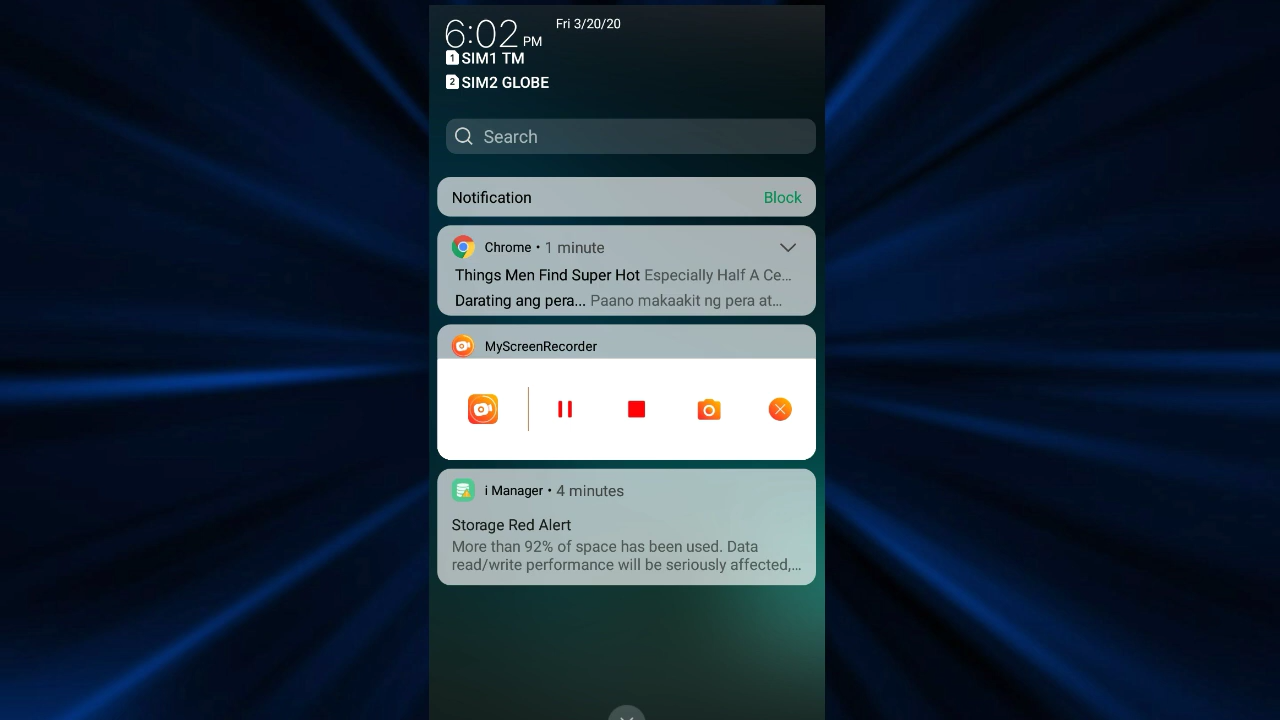 6:02 PM Fri 3/20/20
1 SIM1 TM
2 SIM2 GLOBE
Search
Notification Block
Chrome • 1 minute
Things Men Find Super Hot Especially Half A Ce...
Darating ang pera... Paano makaakit ng pera at...
MyScreenRecorder
i Manager • 4 minutes
Storage Red Alert
More than 92% of space has been used. Data
read/write performance will be seriously affected,...